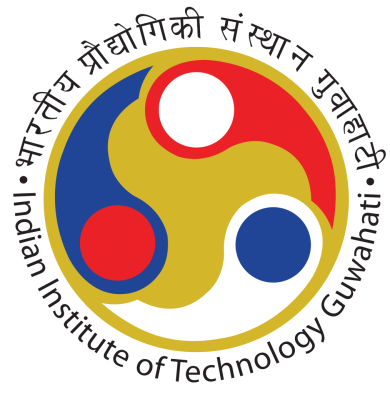 भारतीय प्रौद्योगिकी संस्थान गुवाहाटी
Indian Institute of Technology Guwahati